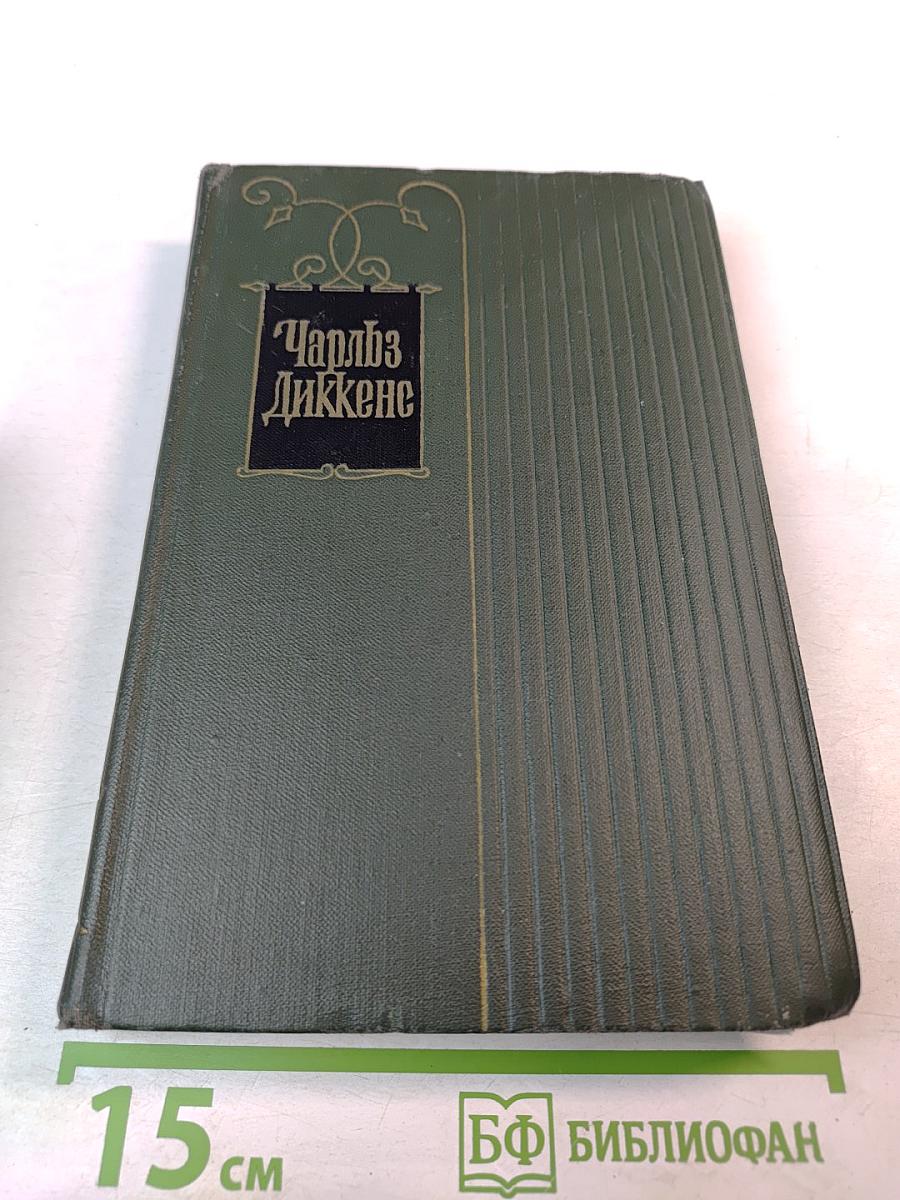 Чарльз
Диккенс
15 см
БФ БИБЛИОФАН